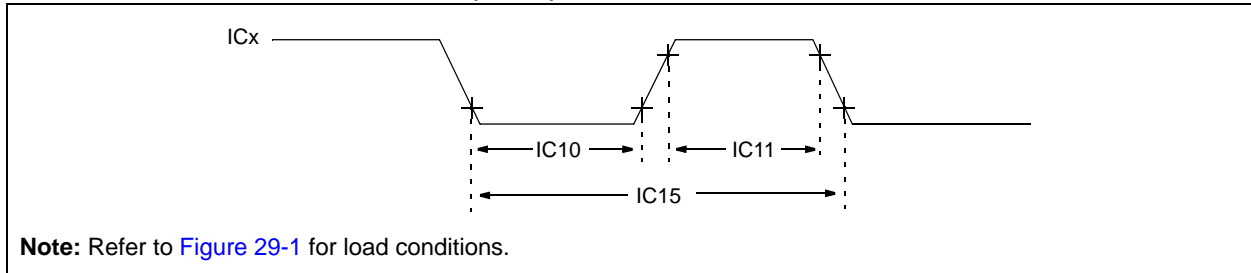 ICx
IC10
IC11
IC15
Note: Refer to Figure 29-1 for load conditions.